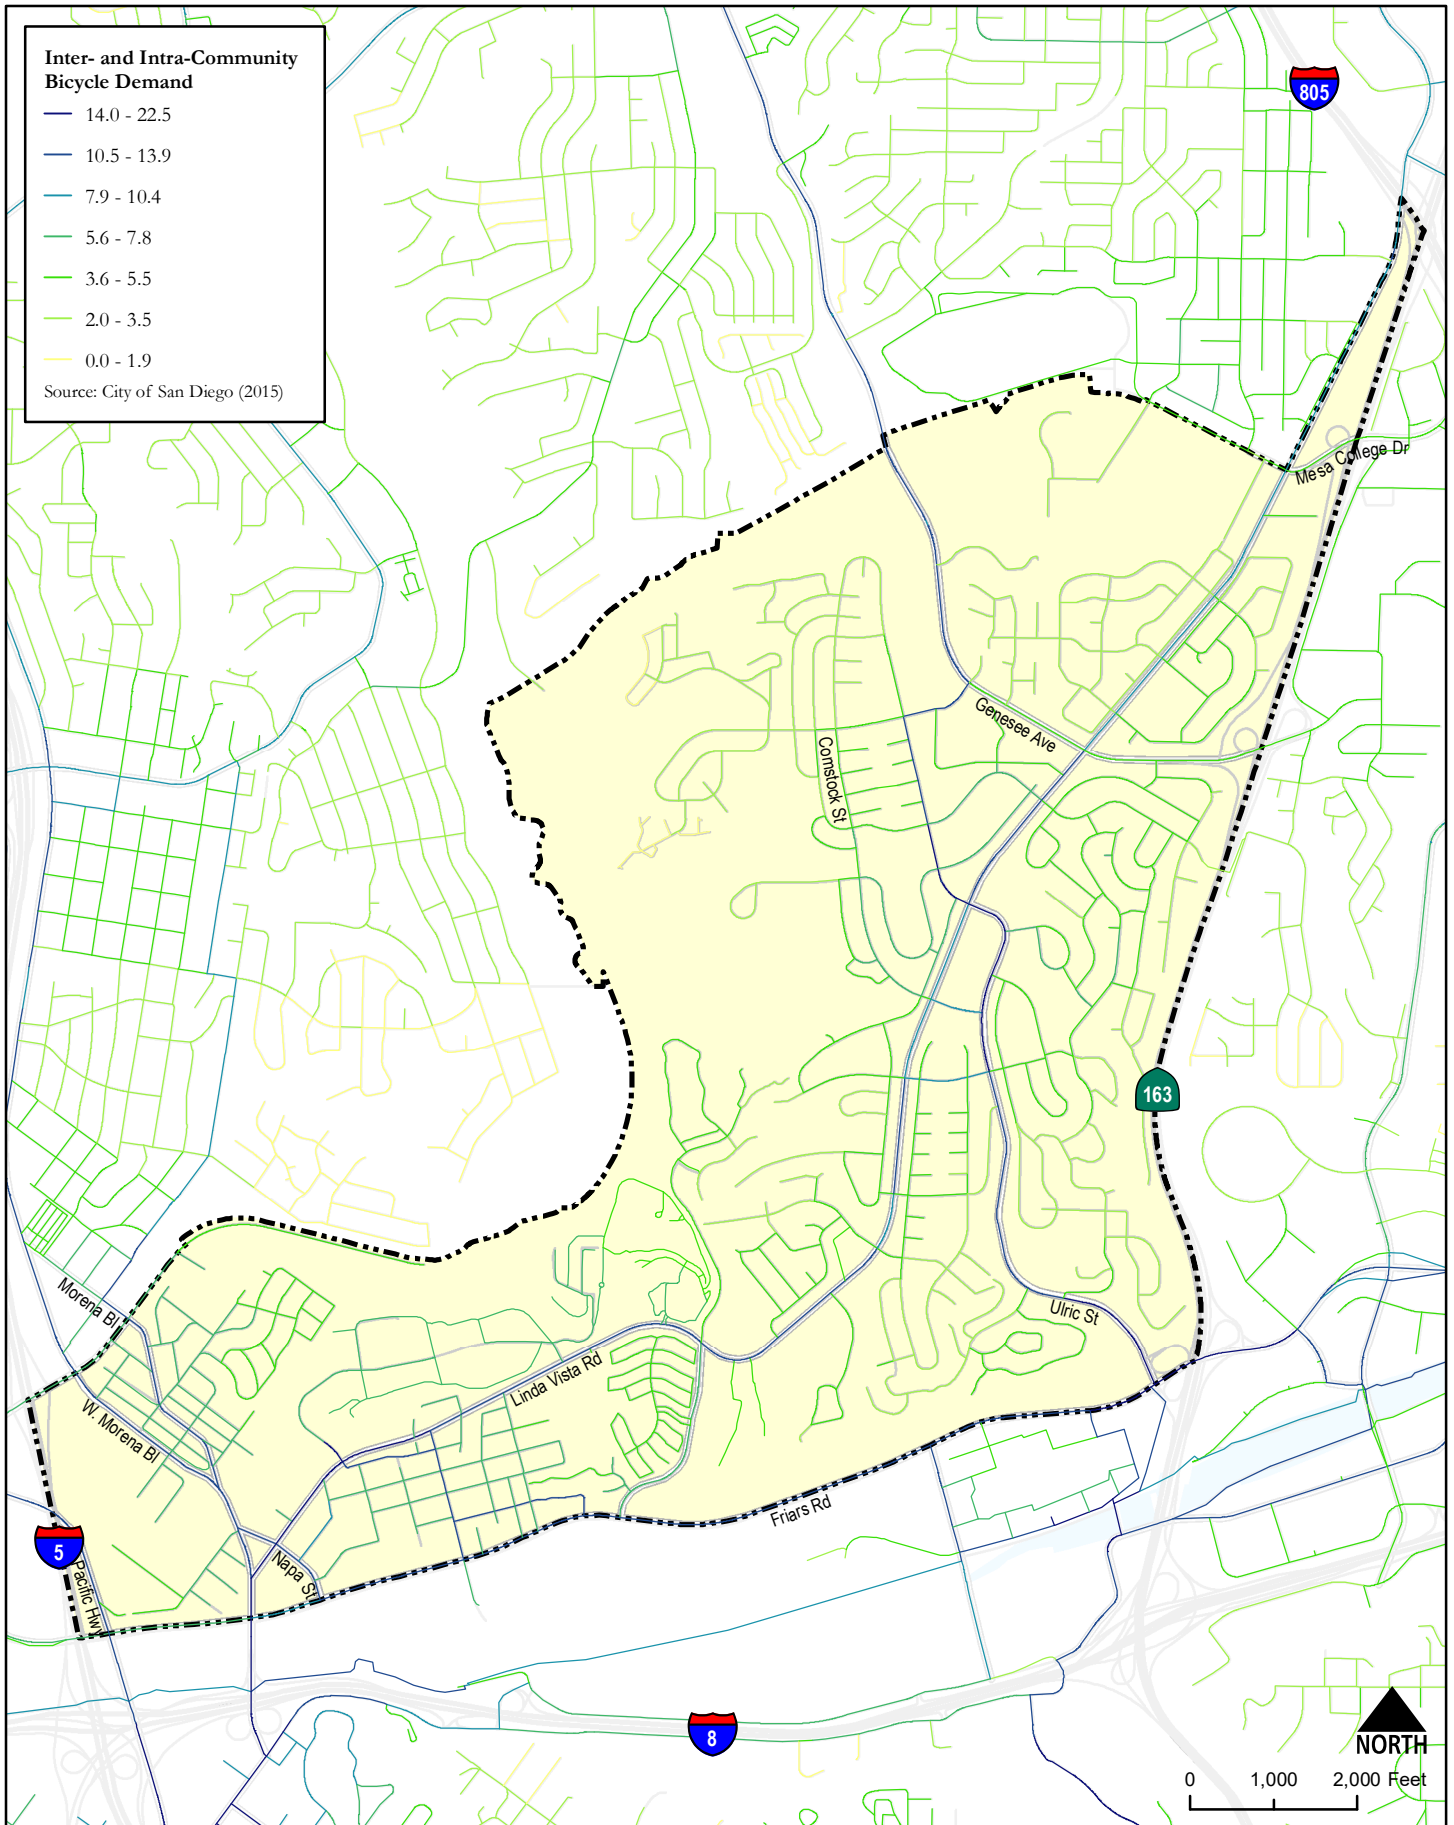 Inter- and Intra-Community
Bicycle Demand
14.0 - 22.5
10.5 - 13.9
7.9 - 10.4
5.6 - 7.8
3.6 - 5.5
2.0 - 3.5
0.0 - 1.9
Source: City of San Diego (2015)
805
Mesa College Dr
Genesee Ave
Comstock St
163
Morena Bl
Ulric St
Linda Vista Rd
W. Morena Bl
Friars Rd
5
Napa St
Pacific Hwy
8
NORTH
0 1,000 2,000 Feet